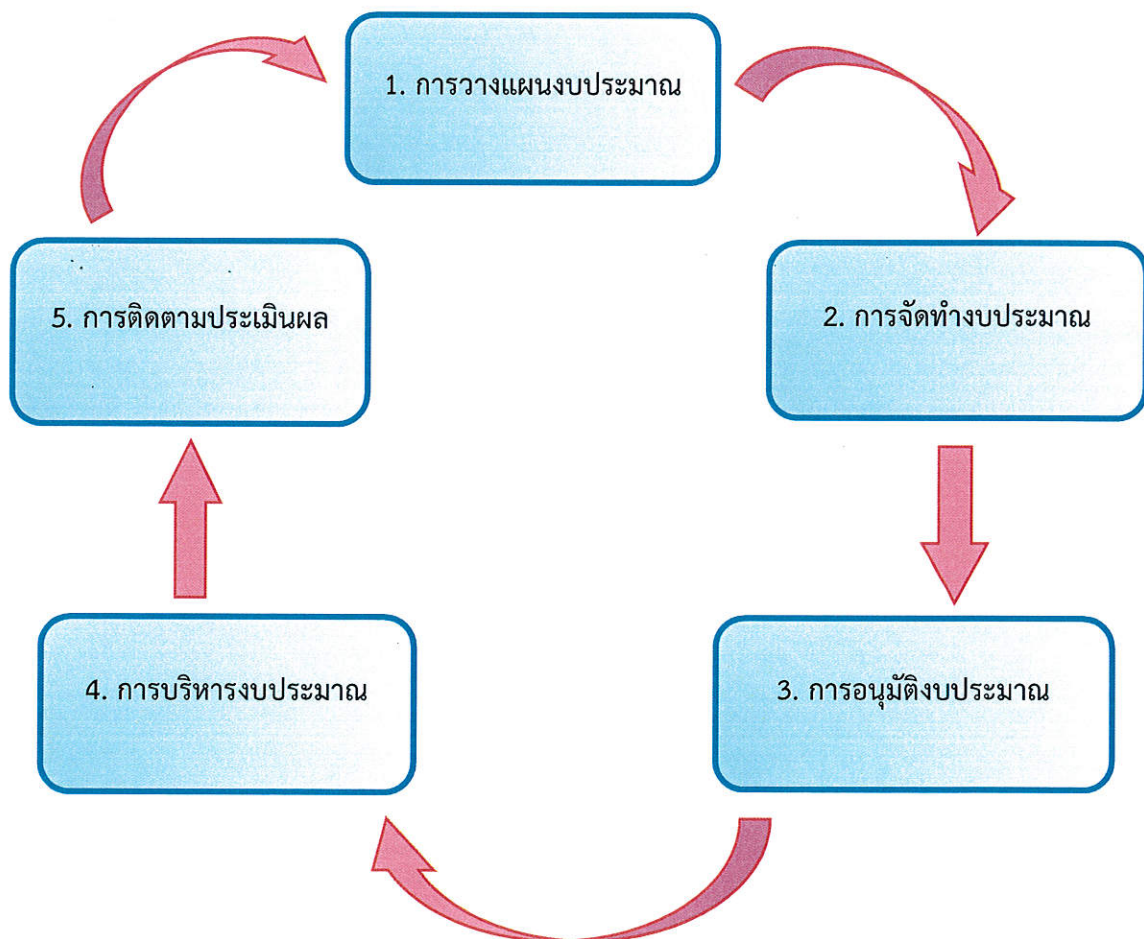 1. การวางแผนงบประมาณ
2. การจัดทำงบประมาณ
3. การอนุมัติงบประมาณ
4. การบริหารงบประมาณ
5. การติดตามประเมินผล